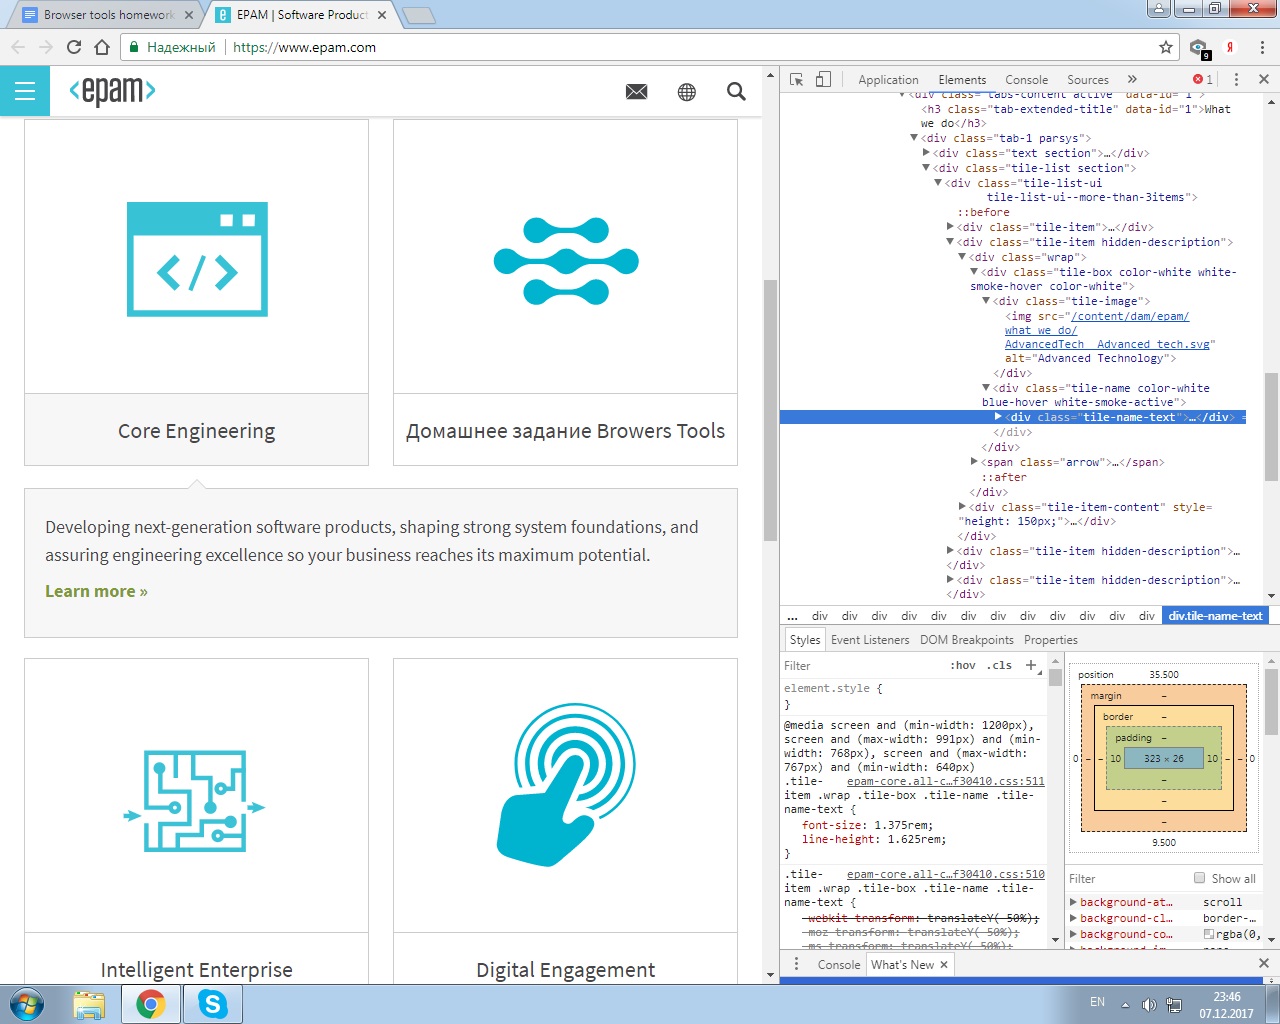 Browser tools homework
EPAM | Software Product
Надежный
https://www.epam.com
9
Я
<epam>
Core Engineering
Домашнее задание Browers Tools
Developing next-generation software products, shaping strong system foundations, and
assuring engineering excellence so your business reaches its maximum potential.
Learn more »
Intelligent Enterprise
Digital Engagement
Application
Elements
Console
Sources
»
1
<div class="tabs-content active" data-id="1">
<h3 class="tab-extended-title" data-id="1">What
we do</h3>
<div class="tab-1 parsys">
<div class="text section">…</div>
<div class="tile-list section">
<div class="tile-list-ui
tile-list-ui--more-than-3items">
::before
<div class="tile-item">…</div>
<div class="tile-item hidden-description">
<div class="wrap">
<div class="tile-box color-white white-
smoke-hover color-white">
<div class="tile-image">
<img src="/content/dam/epam/
what_we_do/
AdvancedTech__Advanced_tech.svg"
alt="Advanced Technology">
</div>
<div class="tile-name color-white
blue-hover white-smoke-active">
<div class="tile-name-text">…</div> =
</div>
</div>
<span class="arrow">…</span>
::after
</div>
<div class="tile-item-content" style=
"height: 150px;">…</div>
</div>
<div class="tile-item hidden-description">…
</div>
<div class="tile-item hidden-description">…
</div>
... div div div div div div div div div div div div div.tile-name-text
Styles Event Listeners DOM Breakpoints Properties
Filter
:hov .cls +
element.style {
}
@media screen and (min-width: 1200px),
screen and (max-width: 991px) and (min-
width: 768px), screen and (max-width:
767px) and (min-width: 640px)
.tile- epam-core.all-c…f30410.css:511
item .wrap .tile-box .tile-name .tile-
name-text {
font-size: 1.375rem;
line-height: 1.625rem;
}
.tile- epam-core.all-c…f30410.css:510
item .wrap .tile-box .tile-name .tile-
name-text {
-webkit-transform: translateY(-50%);
-moz-transform: translateY(-50%);
-ms-transform: translateY(-50%);
position 35.500
margin –
border –
padding –
0 – – 10 323 × 26 10 – – 0
–
–
–
9.500
Filter
Show all
background-at… scroll
background-cl… border-…
background-co… rgba(0,
Console
What's New
EN
23:46
07.12.2017